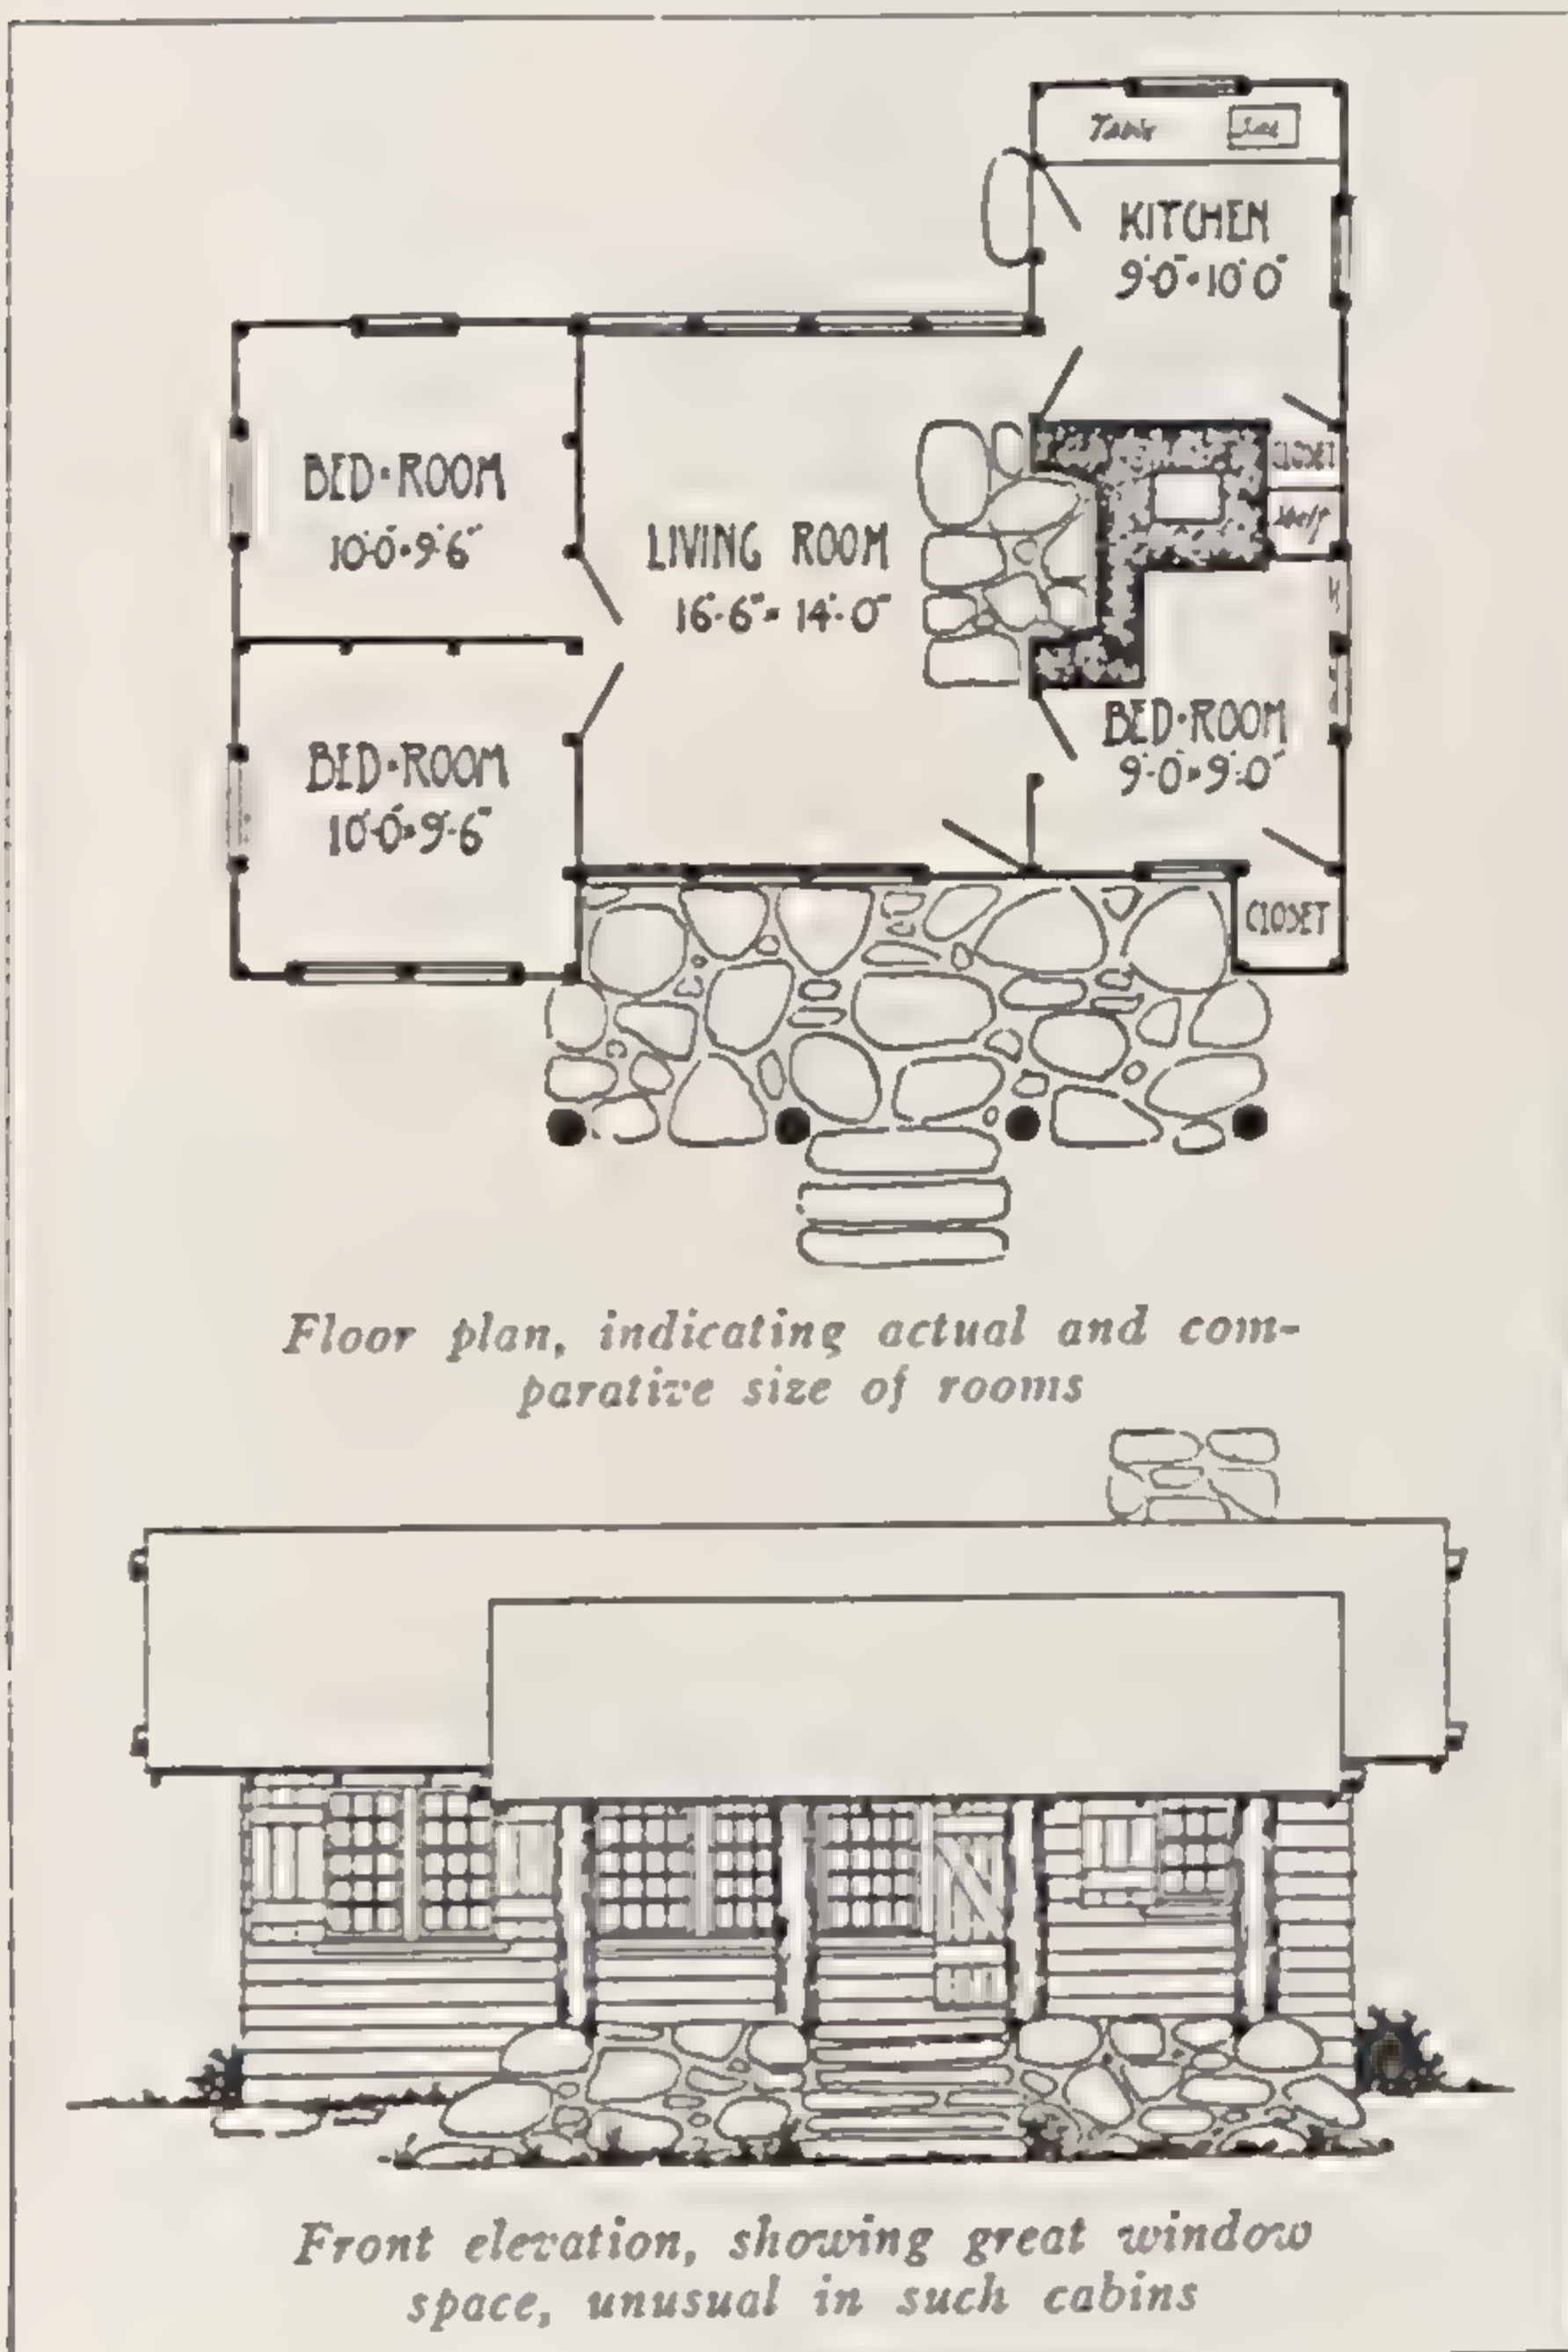 Table
KITCHEN
9'-0"•10'-0"
CLOSET
Shelf
BED•ROOM
10'-0"•9'-6"
LIVING ROOM
16'-6"•14'-0"
BED•ROOM
9'-0"•9'-0"
BED•ROOM
10'-0"•9'-6"
CLOSET
Floor plan, indicating actual and com-
parative size of rooms
Front elevation, showing great window
space, unusual in such cabins